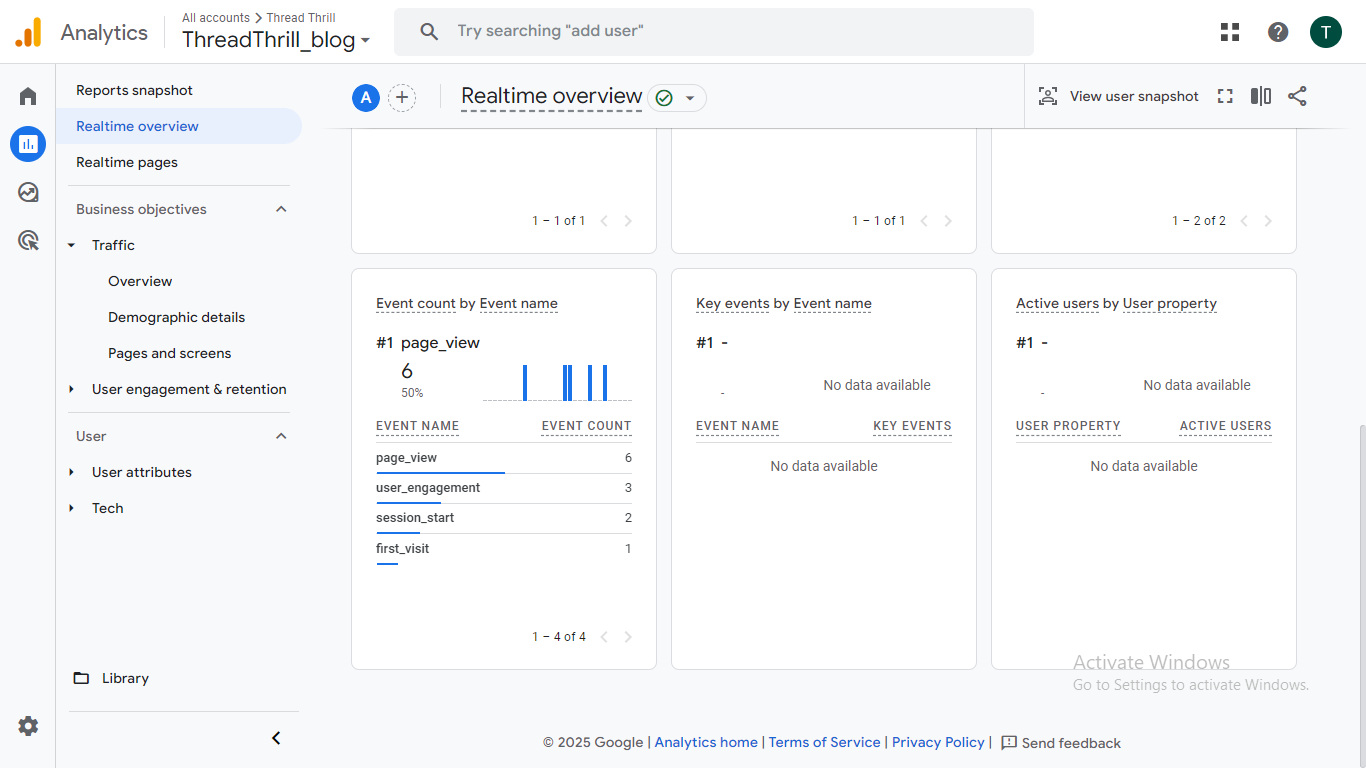 Analytics
All accounts > Thread Thrill
ThreadThrill_blog
Try searching "add user"
T
Reports snapshot
Realtime overview
Realtime pages
Business objectives
Traffic
Overview
Demographic details
Pages and screens
User engagement & retention
User
User attributes
Tech
Library
A
Realtime overview
View user snapshot
1 – 1 of 1
1 – 1 of 1
1 – 2 of 2
Event count by Event name
#1 page_view
6
50%
EVENT NAME EVENT COUNT
page_view 6
user_engagement 3
session_start 2
first_visit 1
1 – 4 of 4
Key events by Event name
#1 -
-
No data available
EVENT NAME KEY EVENTS
No data available
Active users by User property
#1 -
-
No data available
USER PROPERTY ACTIVE USERS
No data available
Activate Windows
Go to Settings to activate Windows.
© 2025 Google | Analytics home | Terms of Service | Privacy Policy | Send feedback